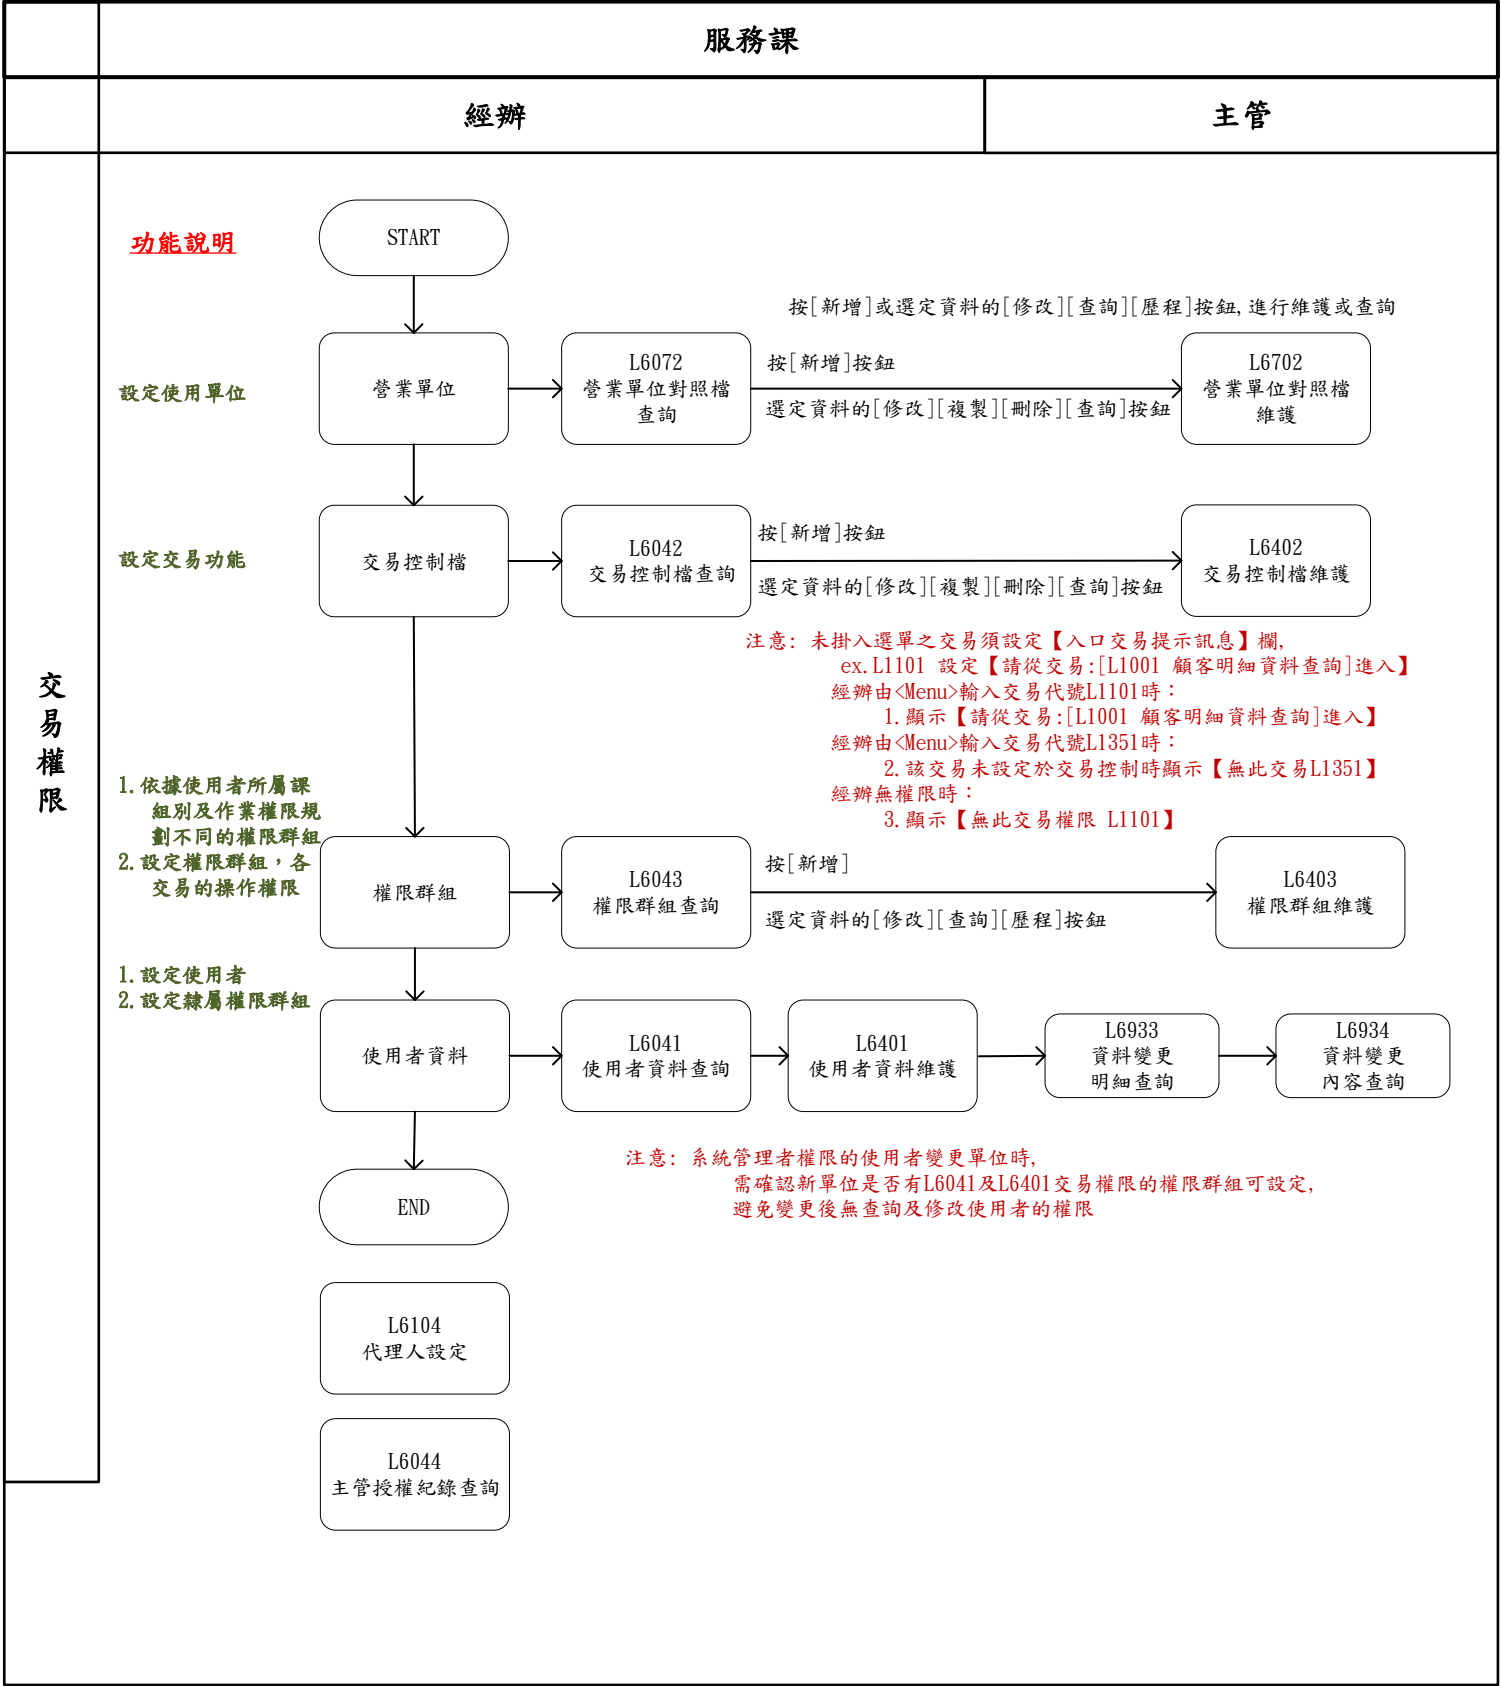 服務課
經辦
主管
交易權限
功能說明
START
按[新增]或選定資料的[修改][查詢][歷程]按鈕,進行維護或查詢
設定使用單位
營業單位
L6072
營業單位對照檔
查詢
按[新增]按鈕
選定資料的[修改][複製][刪除][查詢]按鈕
L6702
營業單位對照檔
維護
設定交易功能
交易控制檔
L6042
交易控制檔查詢
按[新增]按鈕
選定資料的[修改][複製][刪除][查詢]按鈕
L6402
交易控制檔維護
注意: 未掛入選單之交易須設定【入口交易提示訊息】欄,
ex.L1101 設定【請從交易:[L1001 顧客明細資料查詢]進入】
經辦由<Menu>輸入交易代號L1101時：
1.顯示【請從交易:[L1001 顧客明細資料查詢]進入】
經辦由<Menu>輸入交易代號L1351時：
2.該交易未設定於交易控制時顯示【無此交易L1351】
經辦無權限時：
3.顯示【無此交易權限 L1101】
1.依據使用者所屬課
組別及作業權限規
劃不同的權限群組
2.設定權限群組，各
交易的操作權限
權限群組
L6043
權限群組查詢
按[新增]
選定資料的[修改][查詢][歷程]按鈕
L6403
權限群組維護
1.設定使用者
2.設定隸屬權限群組
使用者資料
L6041
使用者資料查詢
L6401
使用者資料維護
L6933
資料變更
明細查詢
L6934
資料變更
內容查詢
注意: 系統管理者權限的使用者變更單位時,
需確認新單位是否有L6041及L6401交易權限的權限群組可設定,
避免變更後無查詢及修改使用者的權限
END
L6104
代理人設定
L6044
主管授權紀錄查詢